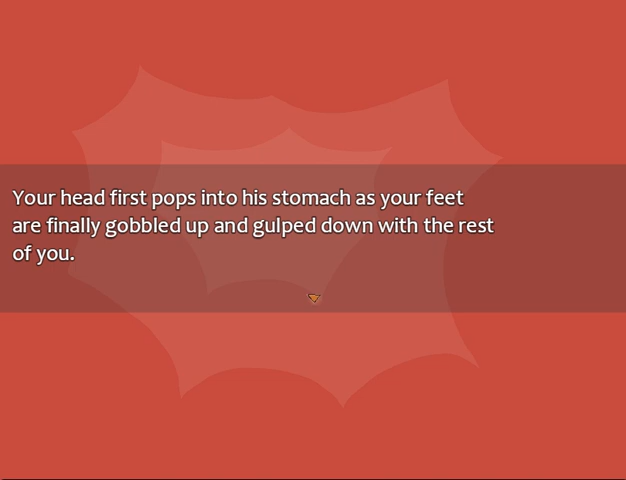 Your head first pops into his stomach as your feet
are finally gobbled up and gulped down with the rest
of you.